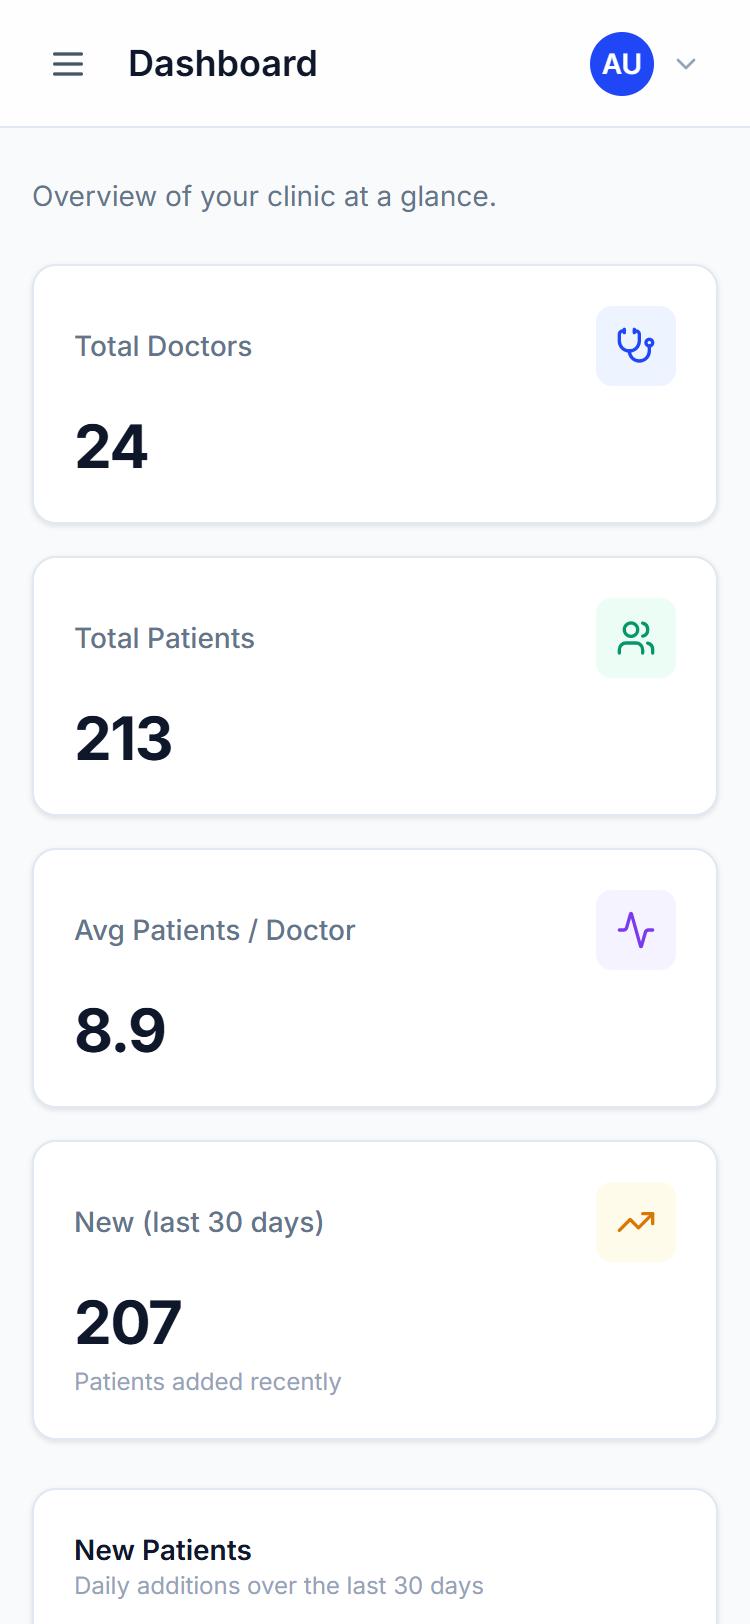 Dashboard
AU
Overview of your clinic at a glance.
Total Doctors
24
Total Patients
213
Avg Patients / Doctor
8.9
New (last 30 days)
207
Patients added recently
New Patients
Daily additions over the last 30 days